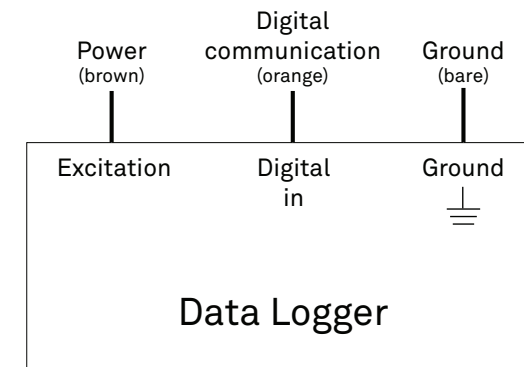 Power
(brown)
Digital
communication
(orange)
Ground
(bare)
Excitation
Digital
in
Ground
Data Logger